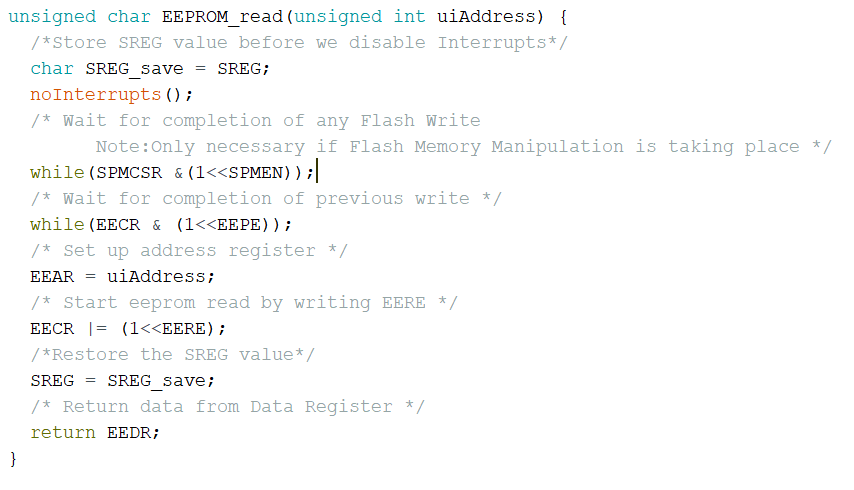 unsigned char EEPROM_read(unsigned int uiAddress) {
/*Store SREG value before we disable Interrupts*/
char SREG_save = SREG;
noInterrupts();
/* Wait for completion of any Flash Write
Note:Only necessary if Flash Memory Manipulation is taking place */
while(SPMCSR &(1<<SPMEN));
/* Wait for completion of previous write */
while(EECR & (1<<EEPE));
/* Set up address register */
EEAR = uiAddress;
/* Start eeprom read by writing EERE */
EECR |= (1<<EERE);
/*Restore the SREG value*/
SREG = SREG_save;
/* Return data from Data Register */
return EEDR;
}